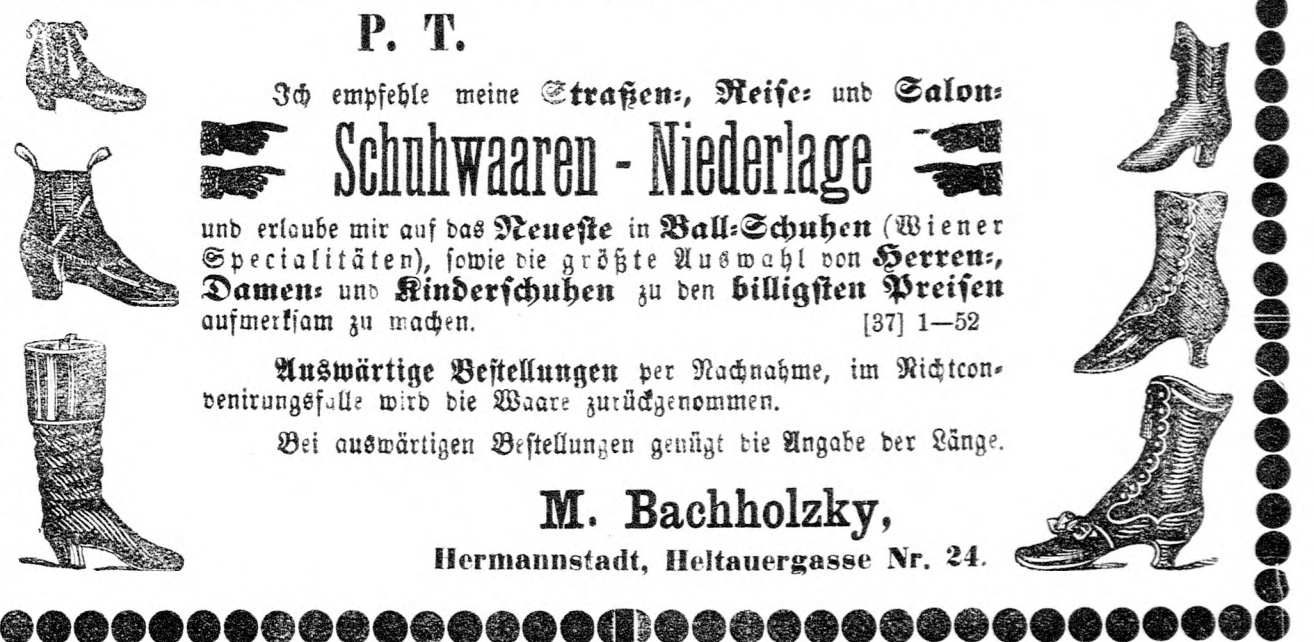 P. T.
Ich empfehle meine Straßen-, Reise- und Salon-
Schuhwaaren - Niederlage
und erlaube mir auf das Neueste in Ball-Schuhen (Wiener
Specialitäten), sowie die größte Auswahl von Herren-,
Damen- und Kinderschuhen zu den billigsten Preisen
aufmerksam zu machen. [37] 1—52
Auswärtige Bestellungen per Nachnahme, im Nichtcon-
venirungsfalle wird die Waare zurückgenommen.
Bei auswärtigen Bestellungen genügt die Angabe der Länge.
M. Bachholzky,
Hermannstadt, Heltauergasse Nr. 24.